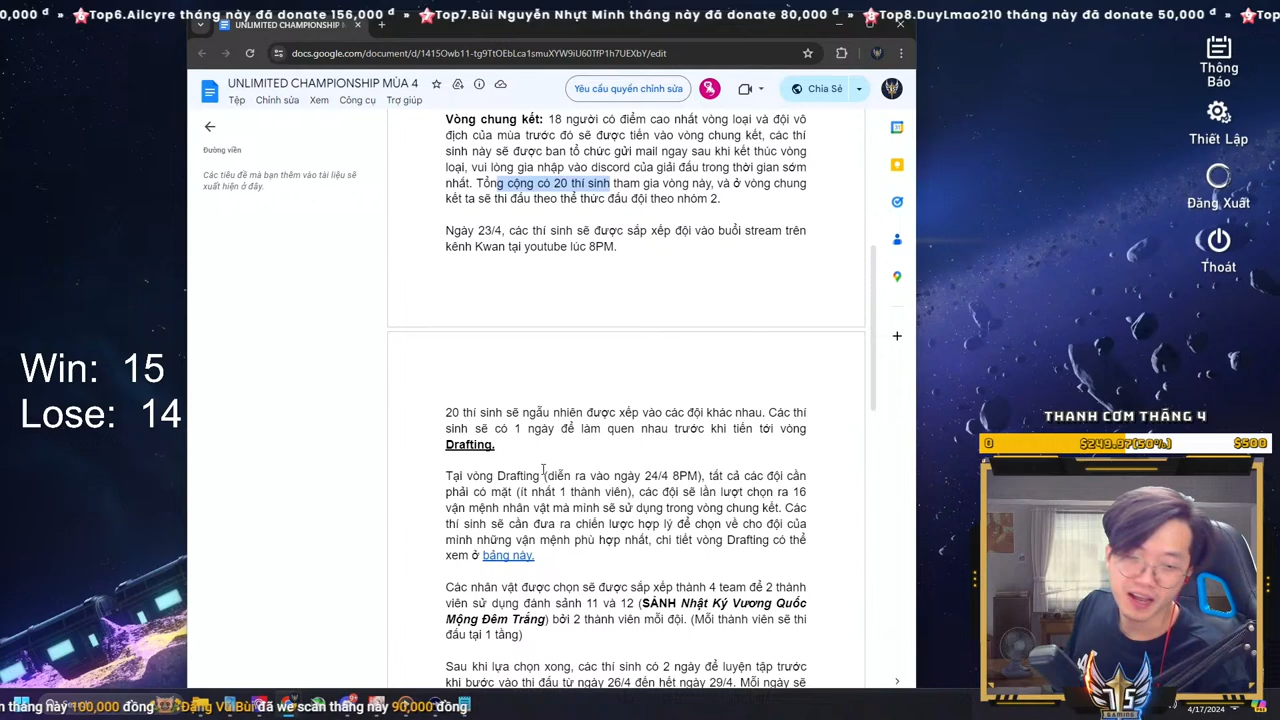 0,000 đ » Top6.Ailcyre tháng này đã donate 156,000 đ » Top7.Bùi Nguyễn Nhựt Minh tháng này đã donate 80,000 đ » Top8.DuyLmao210 tháng này đã donate 50,000 đ » Top
UNLIMITED CHAMPIONSHIP
docs.google.com/document/d/1415Owb11-tg9TtOEbLca1smuXYW9iU60TfP1h7UEXbY/edit
UNLIMITED CHAMPIONSHIP MÙA 4
Tệp Chỉnh sửa Xem Công cụ Trợ giúp
Yêu cầu quyền chỉnh sửa
Chia Sẻ
Đường viền
Các tiêu đề mà bạn thêm vào tài liệu sẽ
xuất hiện ở đây.
Vòng chung kết: 18 người có điểm cao nhất vòng loại và đội vô
địch của mùa trước đó sẽ được tiến vào vòng chung kết, các thí
sinh này sẽ được ban tổ chức gửi mail ngay sau khi kết thúc vòng
loại, vui lòng gia nhập vào discord của giải đấu trong thời gian sớm
nhất. Tổng cộng có 20 thí sinh tham gia vòng này, và ở vòng chung
kết ta sẽ thi đấu theo thể thức đấu đội theo nhóm 2.
Ngày 23/4, các thí sinh sẽ được sắp xếp đội vào buổi stream trên
kênh Kwan tại youtube lúc 8PM.
20 thí sinh sẽ ngẫu nhiên được xếp vào các đội khác nhau. Các thí
sinh sẽ có 1 ngày để làm quen nhau trước khi tiến tới vòng
Drafting.
Tại vòng Drafting (diễn ra vào ngày 24/4 8PM), tất cả các đội cần
phải có mặt (ít nhất 1 thành viên), các đội sẽ lần lượt chọn ra 16
vận mệnh nhân vật mà mình sẽ sử dụng trong vòng chung kết. Các
thí sinh sẽ cần đưa ra chiến lược hợp lý để chọn về cho đội của
mình những vận mệnh phù hợp nhất, chi tiết vòng Drafting có thể
xem ở bảng này.
Các nhân vật được chọn sẽ được sắp xếp thành 4 team để 2 thành
viên sử dụng đánh sảnh 11 và 12 (SẢNH Nhật Ký Vương Quốc
Mộng Đêm Trắng) bởi 2 thành viên mỗi đội. (Mỗi thành viên sẽ thi
đấu tại 1 tầng)
Sau khi lựa chọn xong, các thí sinh có 2 ngày để luyện tập trước
khi bước vào thi đấu từ ngày 26/4 đến hết ngày 29/4. Mỗi ngày sẽ
Thông
Báo
Thiết Lập
Đăng Xuất
Thoát
Win: 15
Lose: 14
THANH CƠM THÁNG 4
0 $249.97(50%) $500
GAMING
n tháng này 100,000 đồng Đặng Vũ Bùi đã we scan tháng này 90,000 đồng
4/17/2024